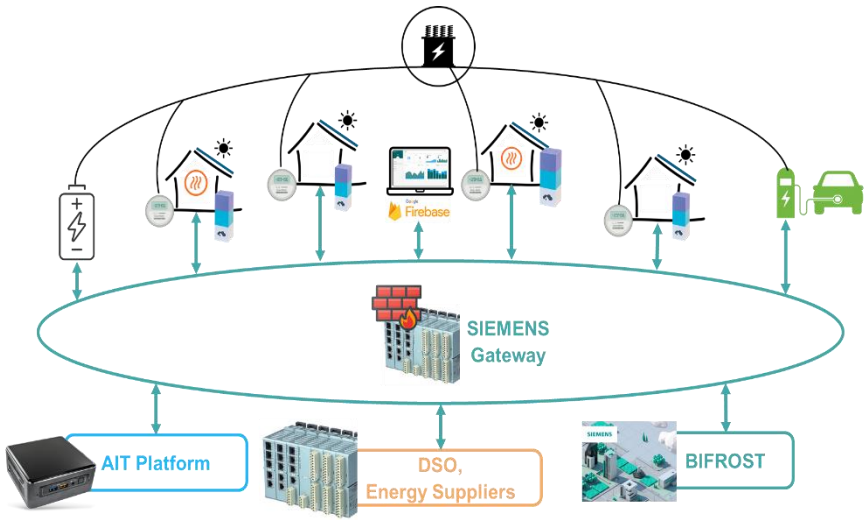 Google
Firebase
SIEMENS
Gateway
AIT Platform
DSO,
Energy Suppliers
SIEMENS
BIFROST